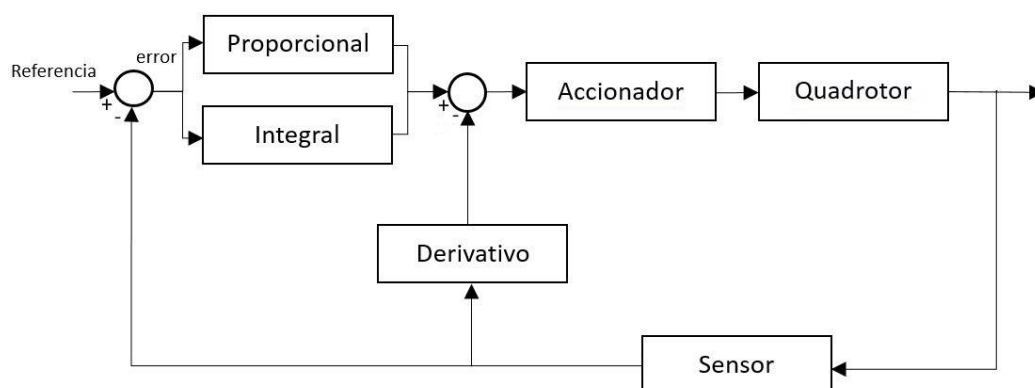 Proporcional
error
Referencia
+
-
Integral
+
-
Accionador
Quadrotor
Derivativo
Sensor